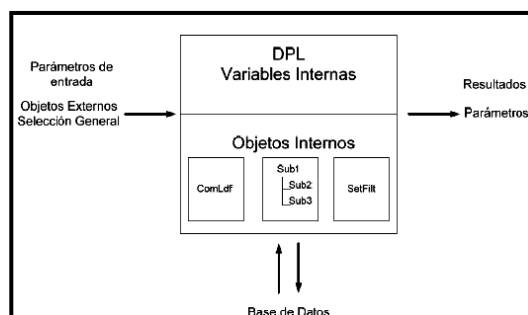 Parámetros de
entrada
Objetos Externos
Selección General
DPL
Variables Internas
Objetos Internos
ComLdf
Sub1
Sub2
Sub3
SetFilt
Resultados
Parámetros
Base de Datos